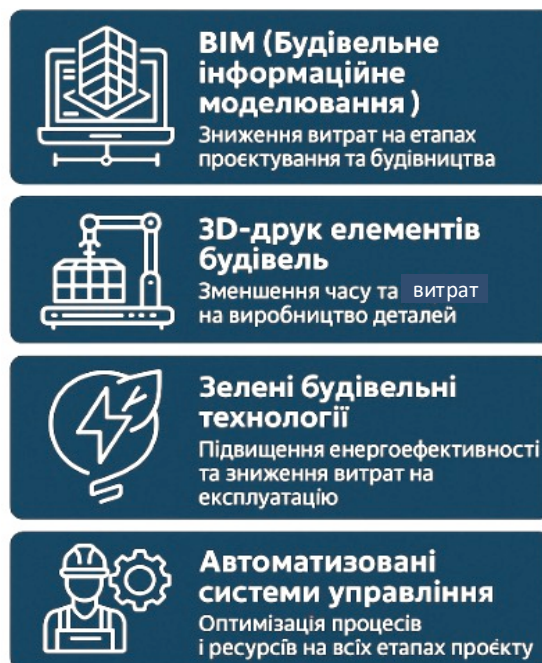 BIM (Будівельне
інформаційне
моделювання )
Зниження витрат на етапах
проєктування та будівництва
3D-друк елементів
будівель
Зменшення часу та витрат
на виробництво деталей
Зелені будівельні
технології
Підвищення енергоефективності
та зниження витрат на
експлуатацію
Автоматизовані
системи управління
Оптимізація процесів
і ресурсів на всіх етапах проєкту